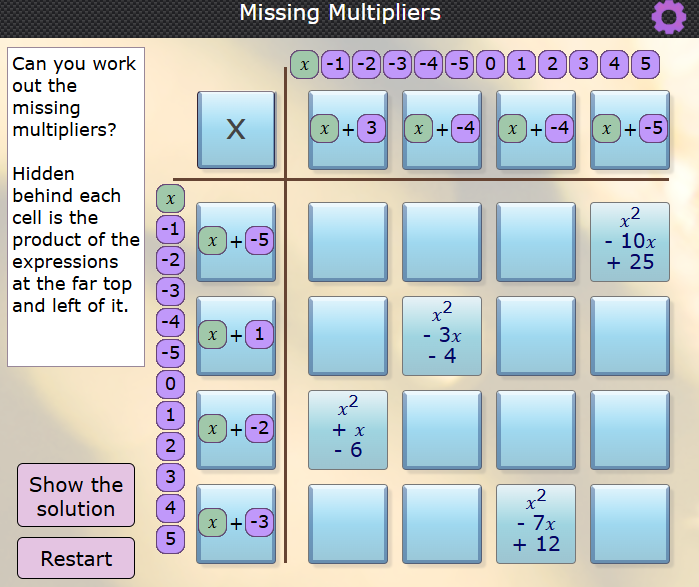 Missing Multipliers
Can you work
out the
missing
multipliers?
Hidden
behind each
cell is the
product of the
expressions
at the far top
and left of it.
x -1 -2 -3 -4 -5 0 1 2 3 4 5
X
x + 3
x + -4
x + -4
x + -5
x
-1
-2
-3
-4
-5
0
1
2
3
4
5
x + -5
x²
- 10x
+ 25
x + 1
x²
- 3x
- 4
x + -2
x²
+ x
- 6
x + -3
x²
- 7x
+ 12
Show the
solution
Restart